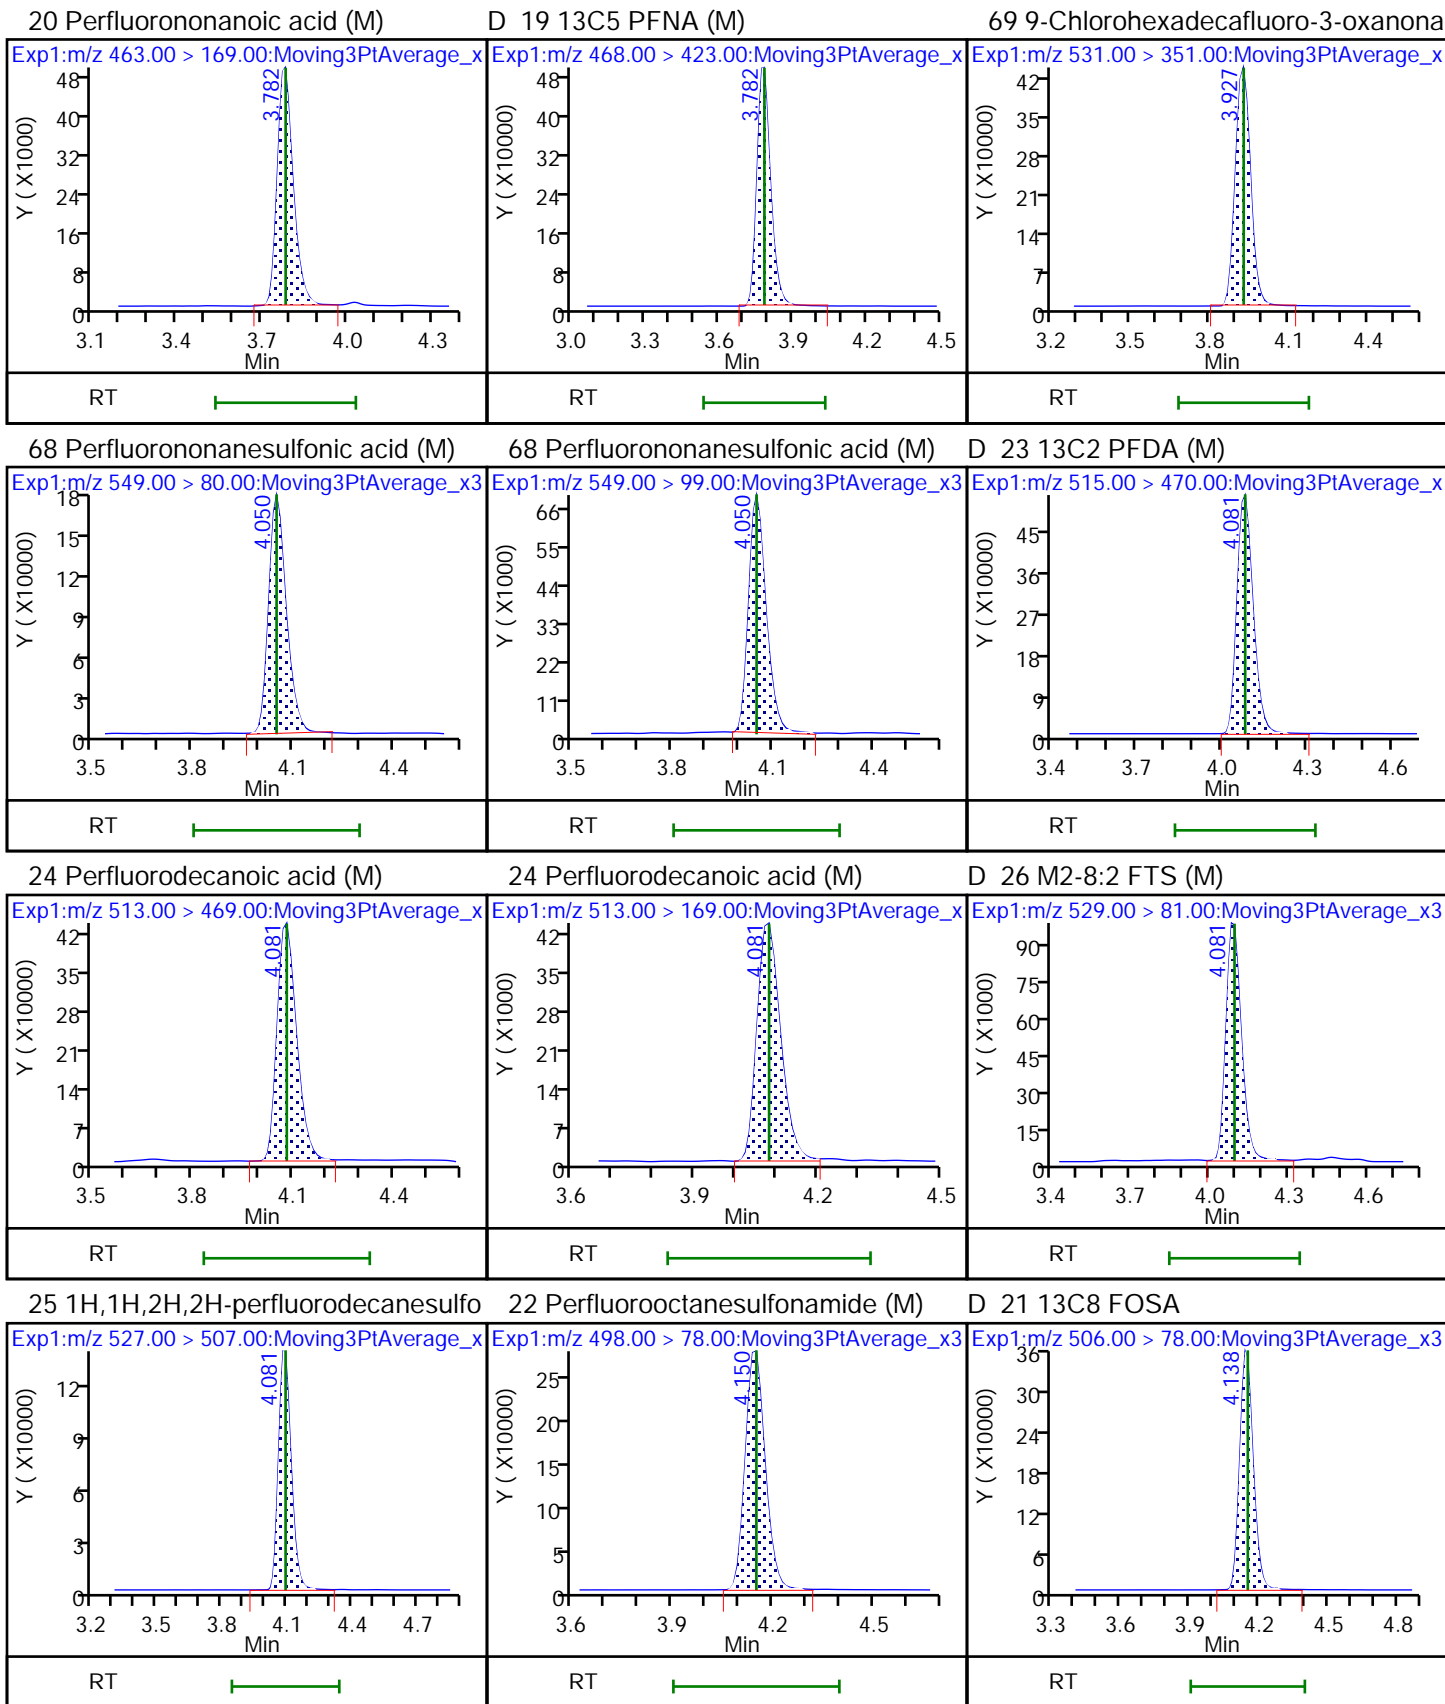 20 Perfluorononanoic acid (M)
Exp1:m/z 463.00 > 169.00:Moving3PtAverage_x
3.782
Y ( X10000)
48
40
32
24
16
8
0
3.1 3.4 3.7 4.0 4.3
Min
RT
D 19 13C5 PFNA (M)
Exp1:m/z 468.00 > 423.00:Moving3PtAverage_x
3.782
Y ( X10000)
48
40
32
24
16
8
0
3.0 3.3 3.6 3.9 4.2 4.5
Min
RT
69 9-Chlorohexadecafluoro-3-oxanona
Exp1:m/z 531.00 > 351.00:Moving3PtAverage_x
3.927
Y ( X10000)
42
35
28
21
14
7
0
3.2 3.5 3.8 4.1 4.4
Min
RT
68 Perfluorononanesulfonic acid (M)
Exp1:m/z 549.00 > 80.00:Moving3PtAverage_x3
4.050
Y ( X10000)
18
15
12
9
6
3
0
3.5 3.8 4.1 4.4
Min
RT
68 Perfluorononanesulfonic acid (M)
Exp1:m/z 549.00 > 99.00:Moving3PtAverage_x3
4.050
Y ( X1000)
66
55
44
33
22
11
0
3.5 3.8 4.1 4.4
Min
RT
D 23 13C2 PFDA (M)
Exp1:m/z 515.00 > 470.00:Moving3PtAverage_x
4.081
Y ( X10000)
45
36
27
18
9
0
3.4 3.7 4.0 4.3 4.6
Min
RT
24 Perfluorodecanoic acid (M)
Exp1:m/z 513.00 > 469.00:Moving3PtAverage_x
4.081
Y ( X10000)
42
35
28
21
14
7
0
3.5 3.8 4.1 4.4
Min
RT
24 Perfluorodecanoic acid (M)
Exp1:m/z 513.00 > 169.00:Moving3PtAverage_x
4.081
Y ( X1000)
42
35
28
21
14
7
0
3.6 3.9 4.2 4.5
Min
RT
D 26 M2-8:2 FTS (M)
Exp1:m/z 529.00 > 81.00:Moving3PtAverage_x3
4.081
Y ( X1000)
90
75
60
45
30
15
0
3.4 3.7 4.0 4.3 4.6
Min
RT
25 1H,1H,2H,2H-perfluorodecanesulfo
Exp1:m/z 527.00 > 507.00:Moving3PtAverage_x
4.081
Y ( X10000)
12
9
6
3
0
3.2 3.5 3.8 4.1 4.4 4.7
Min
RT
22 Perfluorooctanesulfonamide (M)
Exp1:m/z 498.00 > 78.00:Moving3PtAverage_x3
4.150
Y ( X10000)
25
20
15
10
5
0
3.6 3.9 4.2 4.5
Min
RT
D 21 13C8 FOSA
Exp1:m/z 506.00 > 78.00:Moving3PtAverage_x3
4.138
Y ( X10000)
36
30
24
18
12
6
0
3.3 3.6 3.9 4.2 4.5 4.8
Min
RT